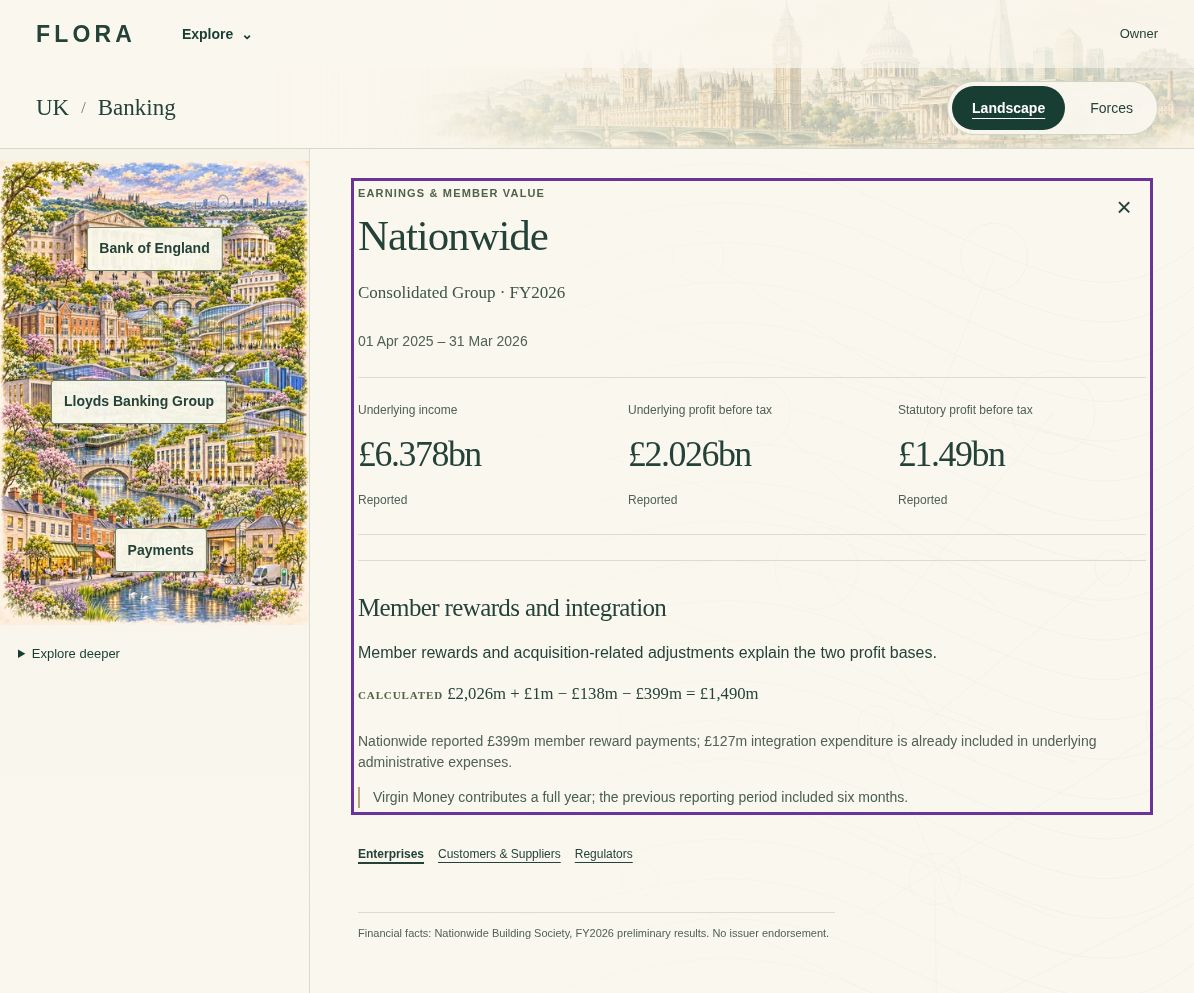 FLORA
Explore
Owner
UK / Banking
Landscape
Forces
Bank of England
Lloyds Banking Group
Payments
▶ Explore deeper
EARNINGS & MEMBER VALUE
✕
Nationwide
Consolidated Group · FY2026
01 Apr 2025 – 31 Mar 2026
Underlying income
Underlying profit before tax
Statutory profit before tax
£6.378bn
£2.026bn
£1.49bn
Reported
Reported
Reported
Member rewards and integration
Member rewards and acquisition-related adjustments explain the two profit bases.
CALCULATED £2,026m + £1m − £138m − £399m = £1,490m
Nationwide reported £399m member reward payments; £127m integration expenditure is already included in underlying
administrative expenses.
Virgin Money contributes a full year; the previous reporting period included six months.
Enterprises Customers & Suppliers Regulators
Financial facts: Nationwide Building Society, FY2026 preliminary results. No issuer endorsement.